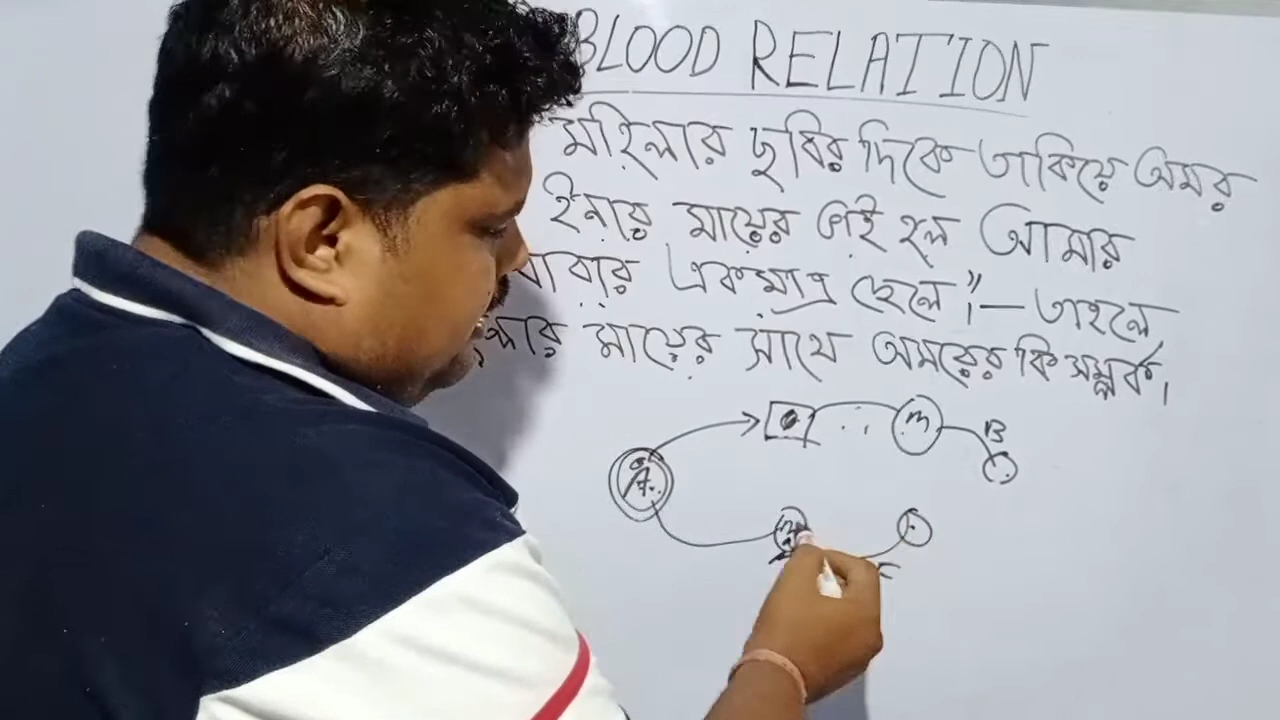 BLOOD RELATION
মহিলার ছবির দিকে তাকিয়ে অমর
ইনার মায়ের ভাই হল আমার
বাবার একমাত্র ছেলে"।— তাহলে
মায়ের সাথে অমরের কি সম্পর্ক।
m
B
A
m
F